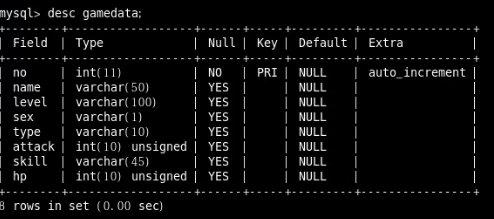 mysql> desc gamedata;
+--------+------------------+------+-----+---------+----------------+
| Field | Type | Null | Key | Default | Extra |
+--------+------------------+------+-----+---------+----------------+
| no | int(11) | NO | PRI | NULL | auto_increment |
| name | varchar(50) | YES | | NULL | |
| level | varchar(100) | YES | | NULL | |
| sex | varchar(1) | YES | | NULL | |
| type | varchar(10) | YES | | NULL | |
| attack | int(10) unsigned | YES | | NULL | |
| skill | varchar(45) | YES | | NULL | |
| hp | int(10) unsigned | YES | | NULL | |
+--------+------------------+------+-----+---------+----------------+
8 rows in set (0.00 sec)